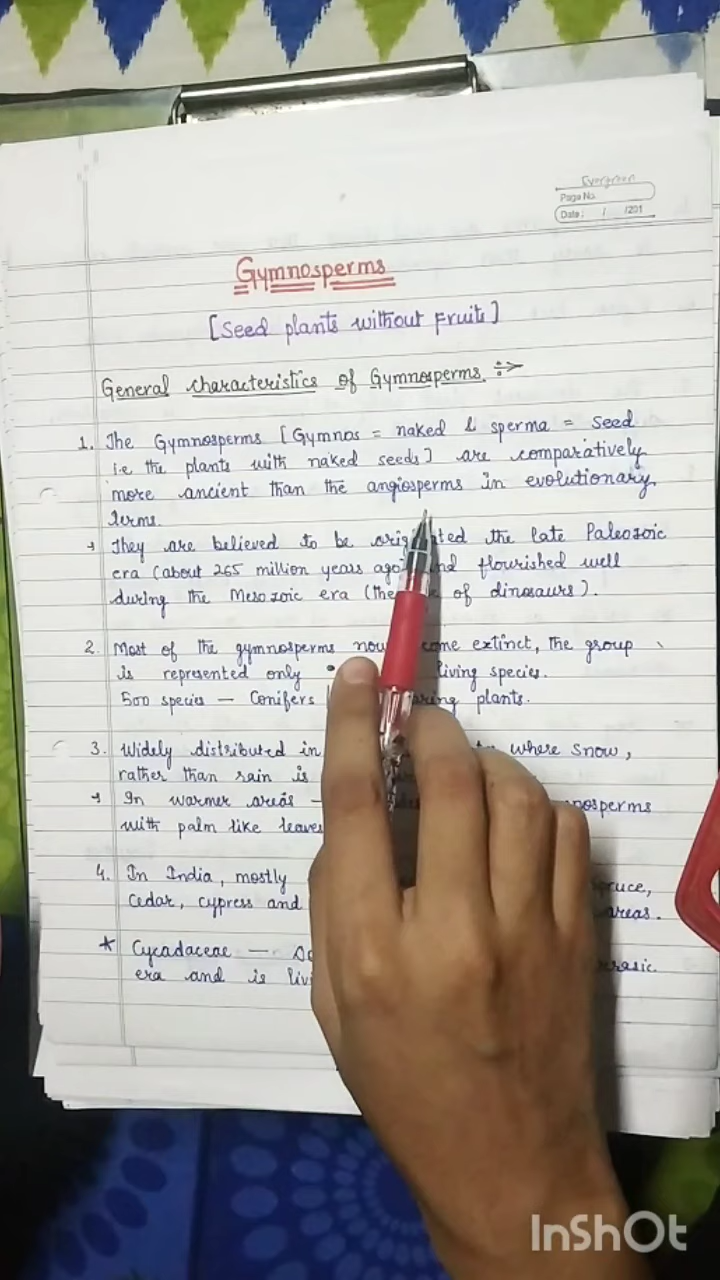 Evergreen
Page No.
Date: / /201
Gymnosperms
[Seed plants without fruits]
General characteristics of Gymnosperms :->
1. The Gymnosperms [Gymnos = naked & sperma = seed
i.e the plants with naked seeds] are comparatively
more ancient than the angiosperms in evolutionary
terms.
→ They are believed to be the late Paleozoic
era (about 265 million years ago) and flourished well
during the Mesozoic era (the of dinosaurs).
2. Most of the gymnosperms now extinct, the group
is represented only living species.
500 species — Conifers plants.
3. Widely distributed in where snow,
rather than rain is
→ In warmer areas —
with palm like leaves
4. In India, mostly spruce,
Cedar, cypress and areas.
* Cycadaceae —
era and is
InShOt